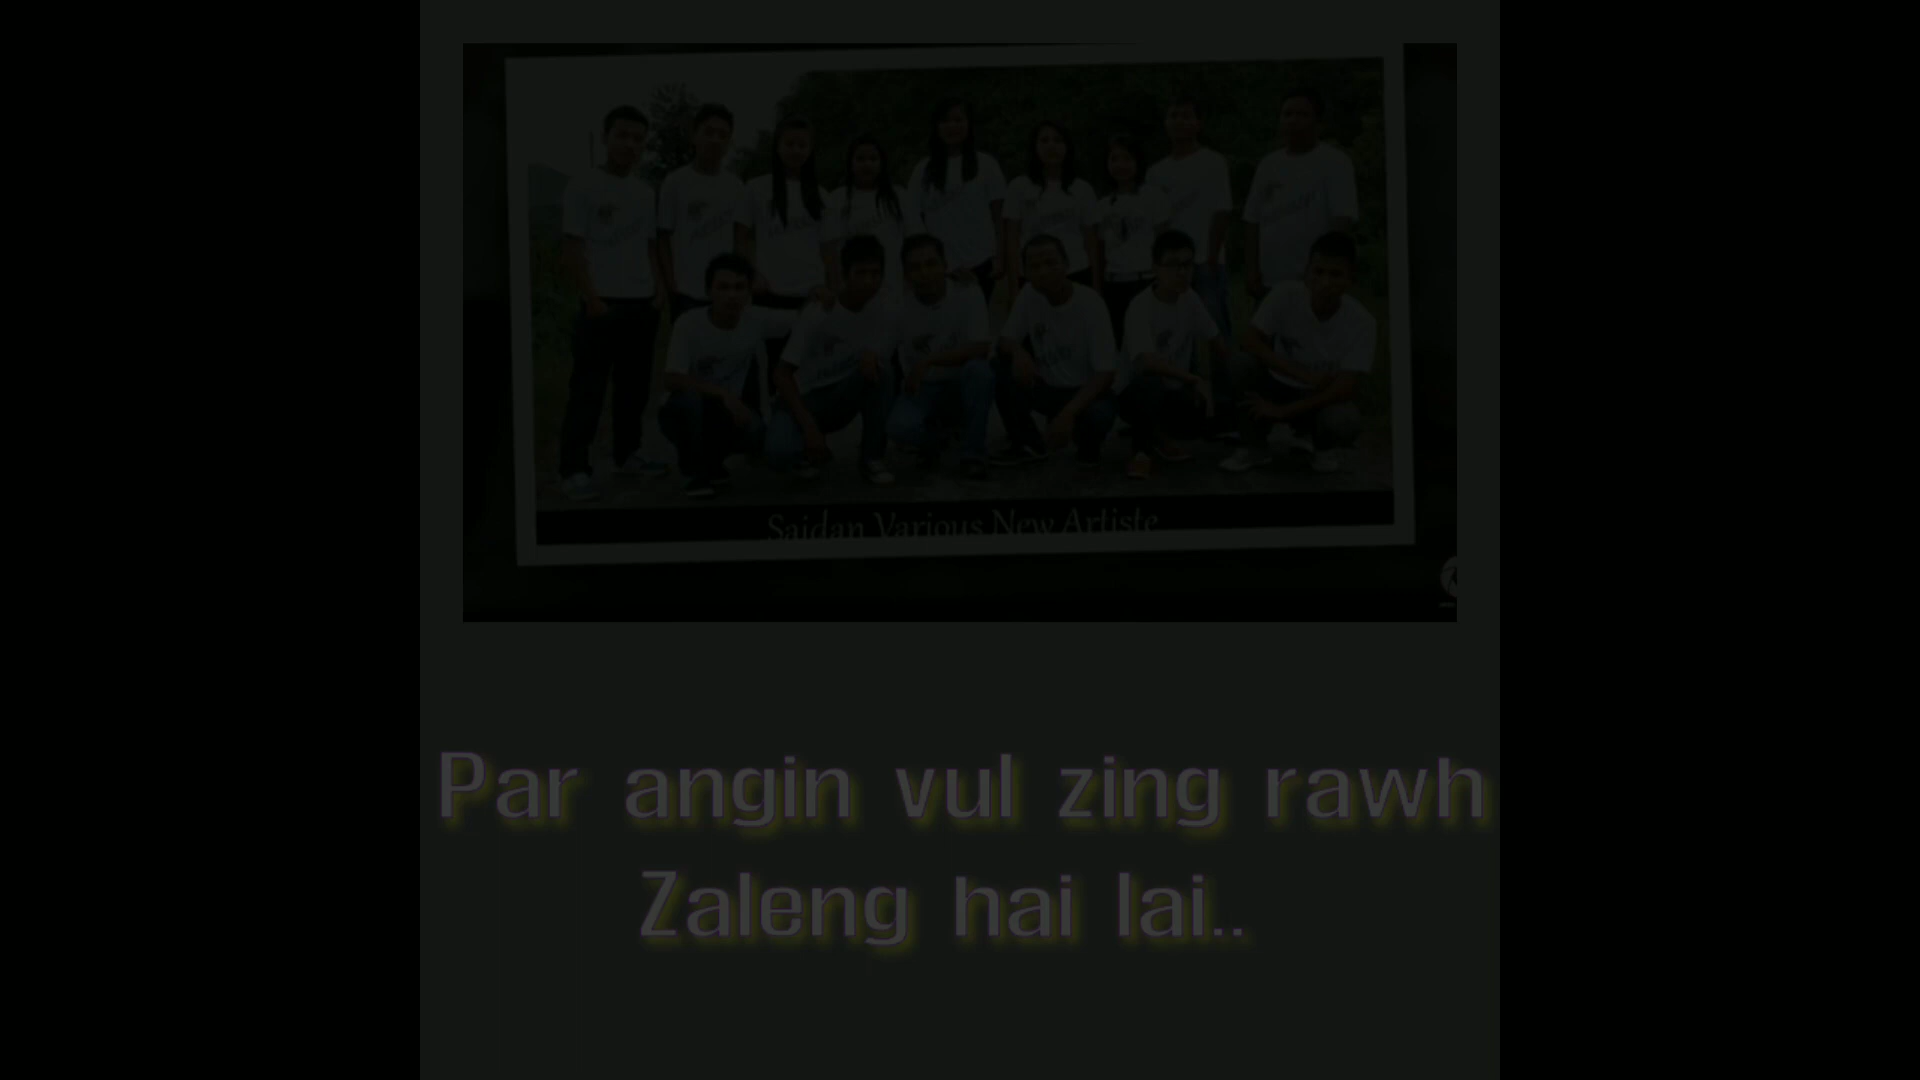 Saidan Various New Artiste
Par angin vul zing rawh
Zaleng hai lai..